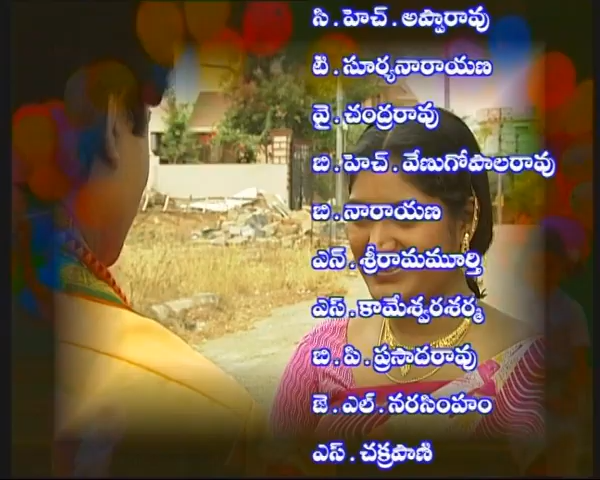 సి.హెచ్.అప్పారావు
టి.సూర్యనారాయణ
వై.చంద్రరావు
బి.హెచ్.వేణుగోపాలరావు
బి.నారాయణ
ఎన్.శ్రీరామమూర్తి
ఎస్.కామేశ్వరశర్మ
బి.పి.ప్రసాదరావు
జె.ఎల్.నరసింహం
ఎస్.చక్రపాణి